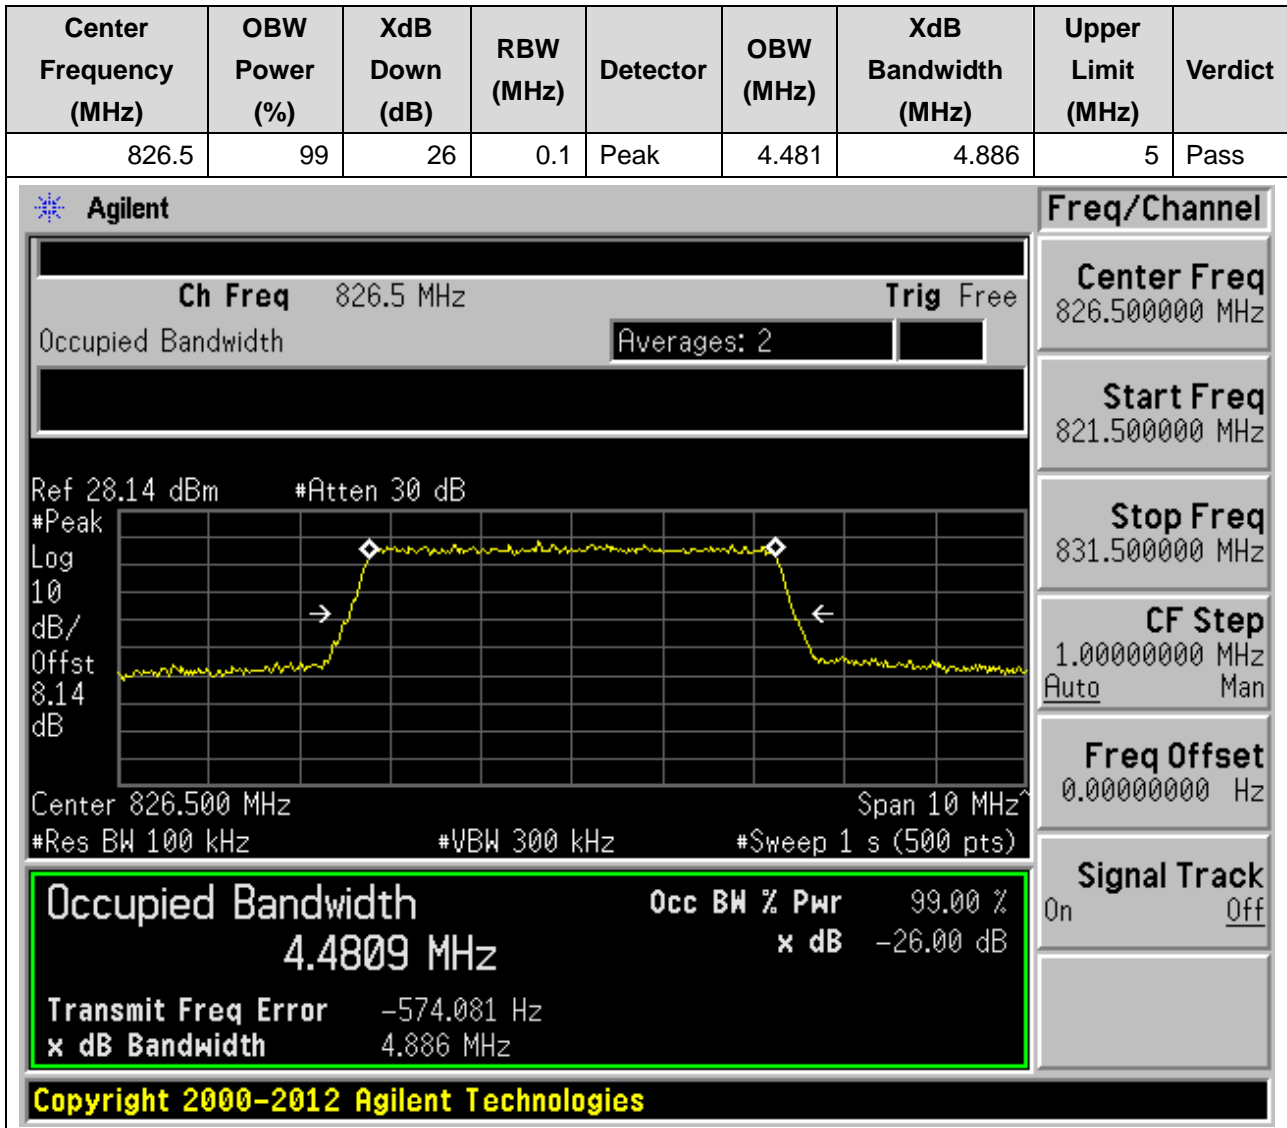 Center Frequency (MHz) OBW Power (%) XdB Down (dB) RBW (MHz) Detector OBW (MHz) XdB Bandwidth (MHz) Upper Limit (MHz) Verdict
826.5 99 26 0.1 Peak 4.481 4.886 5 Pass
Agilent
Freq/Channel
Ch Freq 826.5 MHz Trig Free
Occupied Bandwidth Averages: 2
Center Freq
826.500000 MHz
Start Freq
821.500000 MHz
Stop Freq
831.500000 MHz
CF Step
1.00000000 MHz
Auto Man
Freq Offset
0.00000000 Hz
Signal Track
On Off
Ref 28.14 dBm #Atten 30 dB
#Peak
Log
10
dB/
Offst
8.14
dB
Center 826.500 MHz Span 10 MHz^
#Res BW 100 kHz #VBW 300 kHz #Sweep 1 s (500 pts)
Occupied Bandwidth
4.4809 MHz
Occ BW % Pwr 99.00 %
x dB -26.00 dB
Transmit Freq Error -574.081 Hz
x dB Bandwidth 4.886 MHz
Copyright 2000-2012 Agilent Technologies